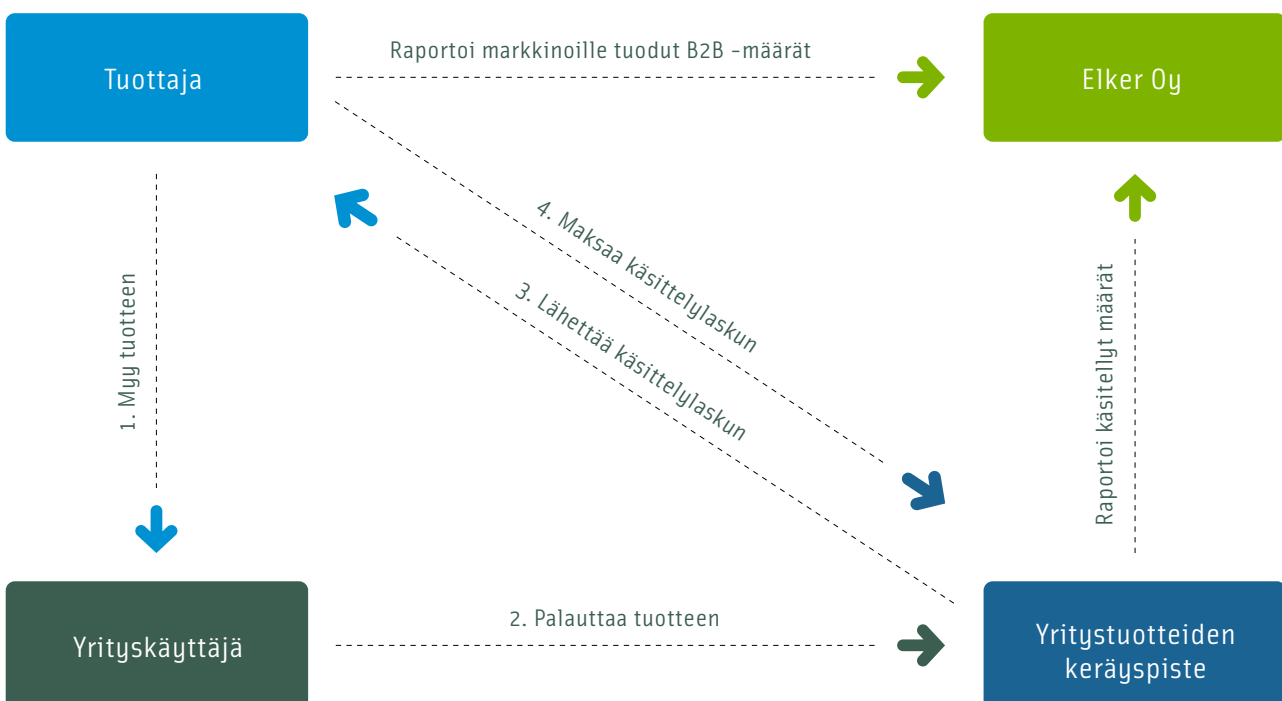 Raportoi markkinoille tuodut B2B -määrät
Tuottaja
Elker Oy
4. Maksaa käsittelylaskun
3. Lähettää käsittelylaskun
1. Myy tuotteen
Raportoi käsitellyt määrät
2. Palauttaa tuotteen
Yrityskäyttäjä
Yritystuotteiden
keräyspiste